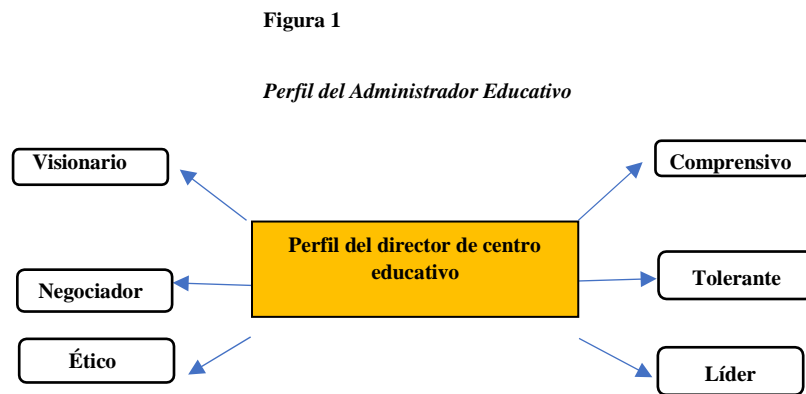 Figura 1
Perfil del Administrador Educativo
Visionario
Comprensivo
Perfil del director de centro
educativo
Negociador
Tolerante
Ético
Líder